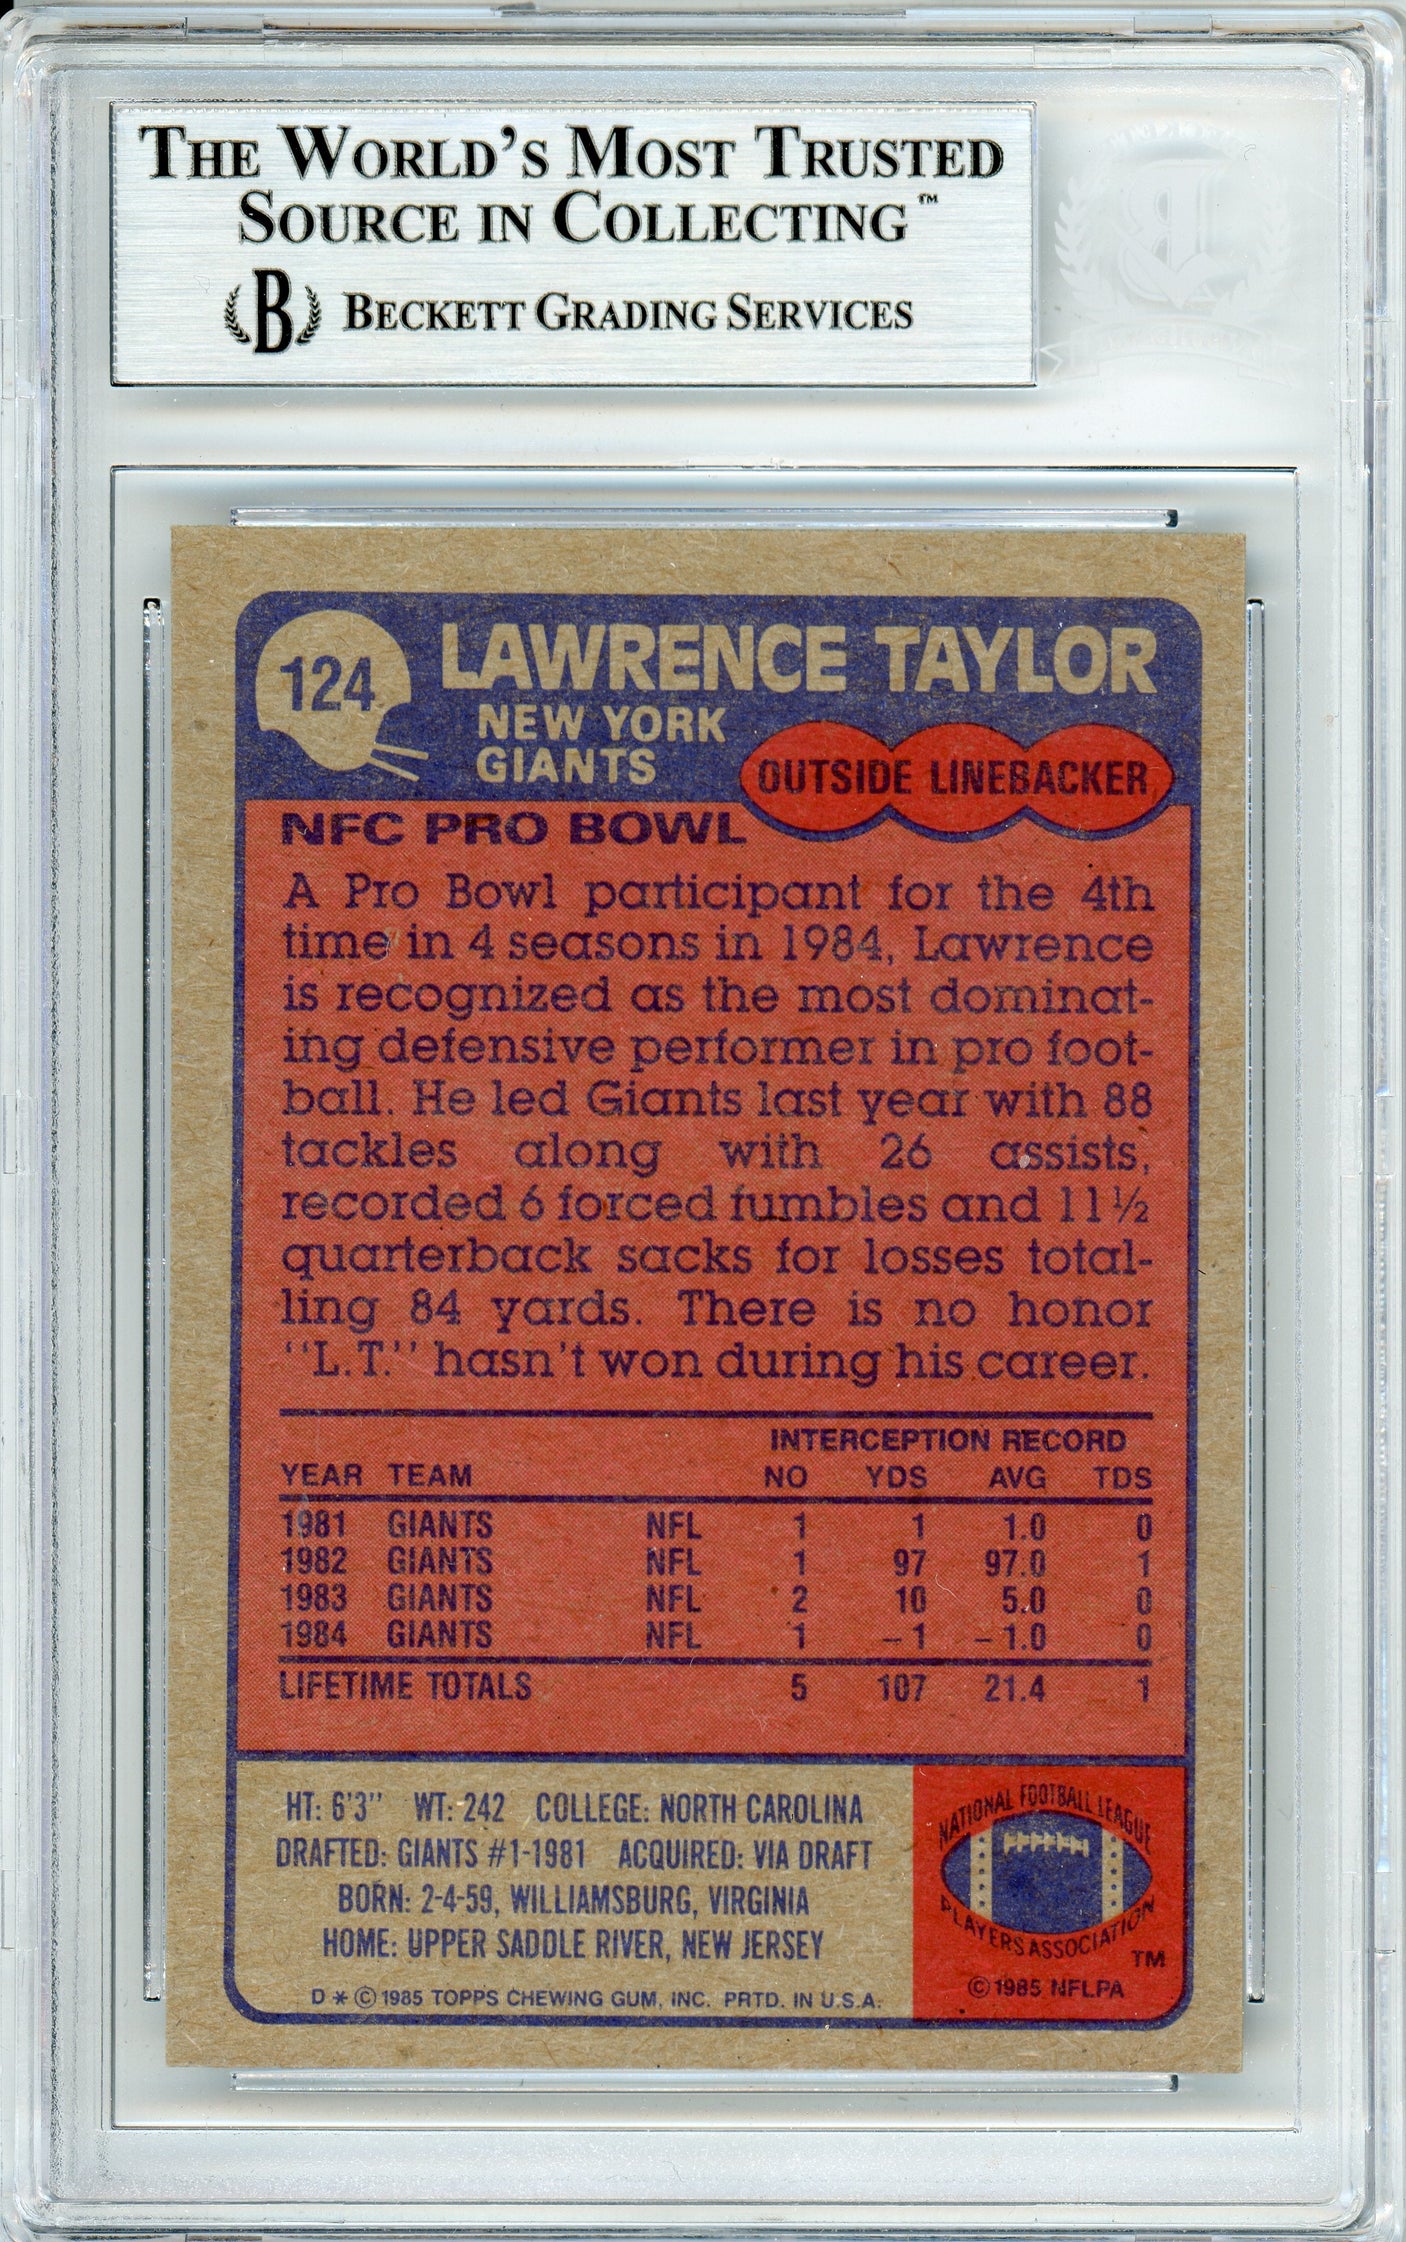 THE WORLD'S MOST TRUSTED
SOURCE IN COLLECTING™
B BECKETT GRADING SERVICES
124 LAWRENCE TAYLOR
NEW YORK
GIANTS
OUTSIDE LINEBACKER
NFC PRO BOWL
A Pro Bowl participant for the 4th
time in 4 seasons in 1984, Lawrence
is recognized as the most dominat-
ing defensive performer in pro foot-
ball. He led Giants last year with 88
tackles along with 26 assists,
recorded 6 forced fumbles and 11½
quarterback sacks for losses total-
ling 84 yards. There is no honor
"L.T." hasn't won during his career.
INTERCEPTION RECORD
YEAR TEAM NO YDS AVG TDS
1981 GIANTS NFL 1 1 1.0 0
1982 GIANTS NFL 1 97 97.0 1
1983 GIANTS NFL 2 10 5.0 0
1984 GIANTS NFL 1 –1 –1.0 0
LIFETIME TOTALS 5 107 21.4 1
HT: 6'3" WT: 242 COLLEGE: NORTH CAROLINA
DRAFTED: GIANTS #1-1981 ACQUIRED: VIA DRAFT
BORN: 2-4-59, WILLIAMSBURG, VIRGINIA
HOME: UPPER SADDLE RIVER, NEW JERSEY
D * © 1985 TOPPS CHEWING GUM, INC. PRTD. IN U.S.A.
NATIONAL FOOTBALL LEAGUE
PLAYERS ASSOCIATION
TM
© 1985 NFLPA